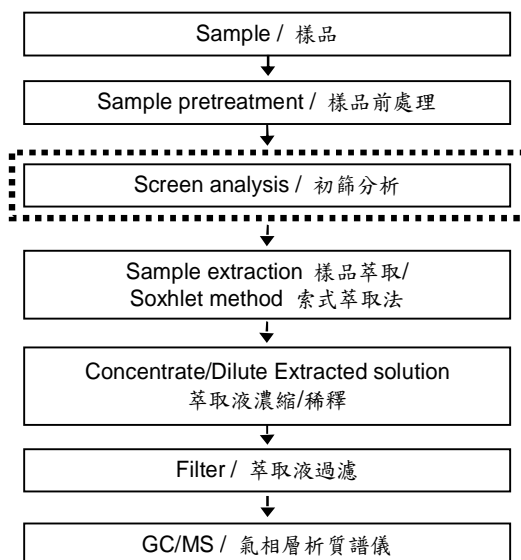 Sample / 樣品
Sample pretreatment / 樣品前處理
Screen analysis / 初篩分析
Sample extraction 樣品萃取/
Soxhlet method 索式萃取法
Concentrate/Dilute Extracted solution
萃取液濃縮/稀釋
Filter / 萃取液過濾
GC/MS / 氣相層析質譜儀